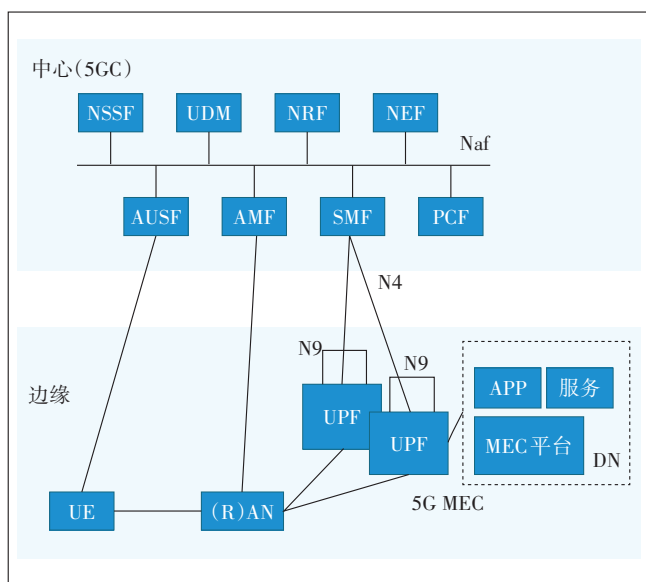 中心(5GC)
NSSF
UDM
NRF
NEF
Naf
AUSF
AMF
SMF
PCF
N4
N9
N9
边缘
UPF
UPF
APP
服务
MEC平台
DN
5G MEC
UE
(R)AN